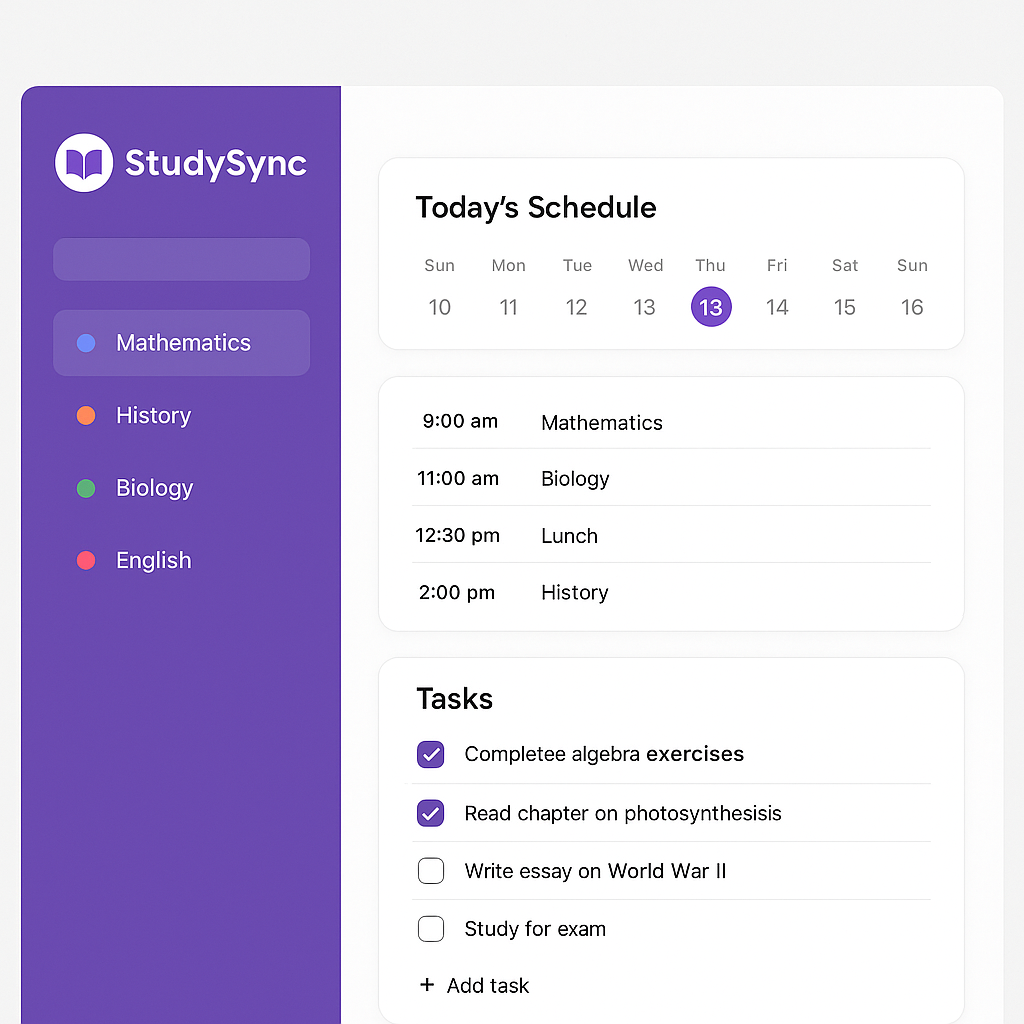 StudySync
Mathematics
History
Biology
English
Today's Schedule
Sun Mon Tue Wed Thu Fri Sat Sun
10 11 12 13 13 14 15 16
9:00 am Mathematics
11:00 am Biology
12:30 pm Lunch
2:00 pm History
Tasks
Completee algebra exercises
Read chapter on photosynthesisis
Write essay on World War II
Study for exam
+ Add task